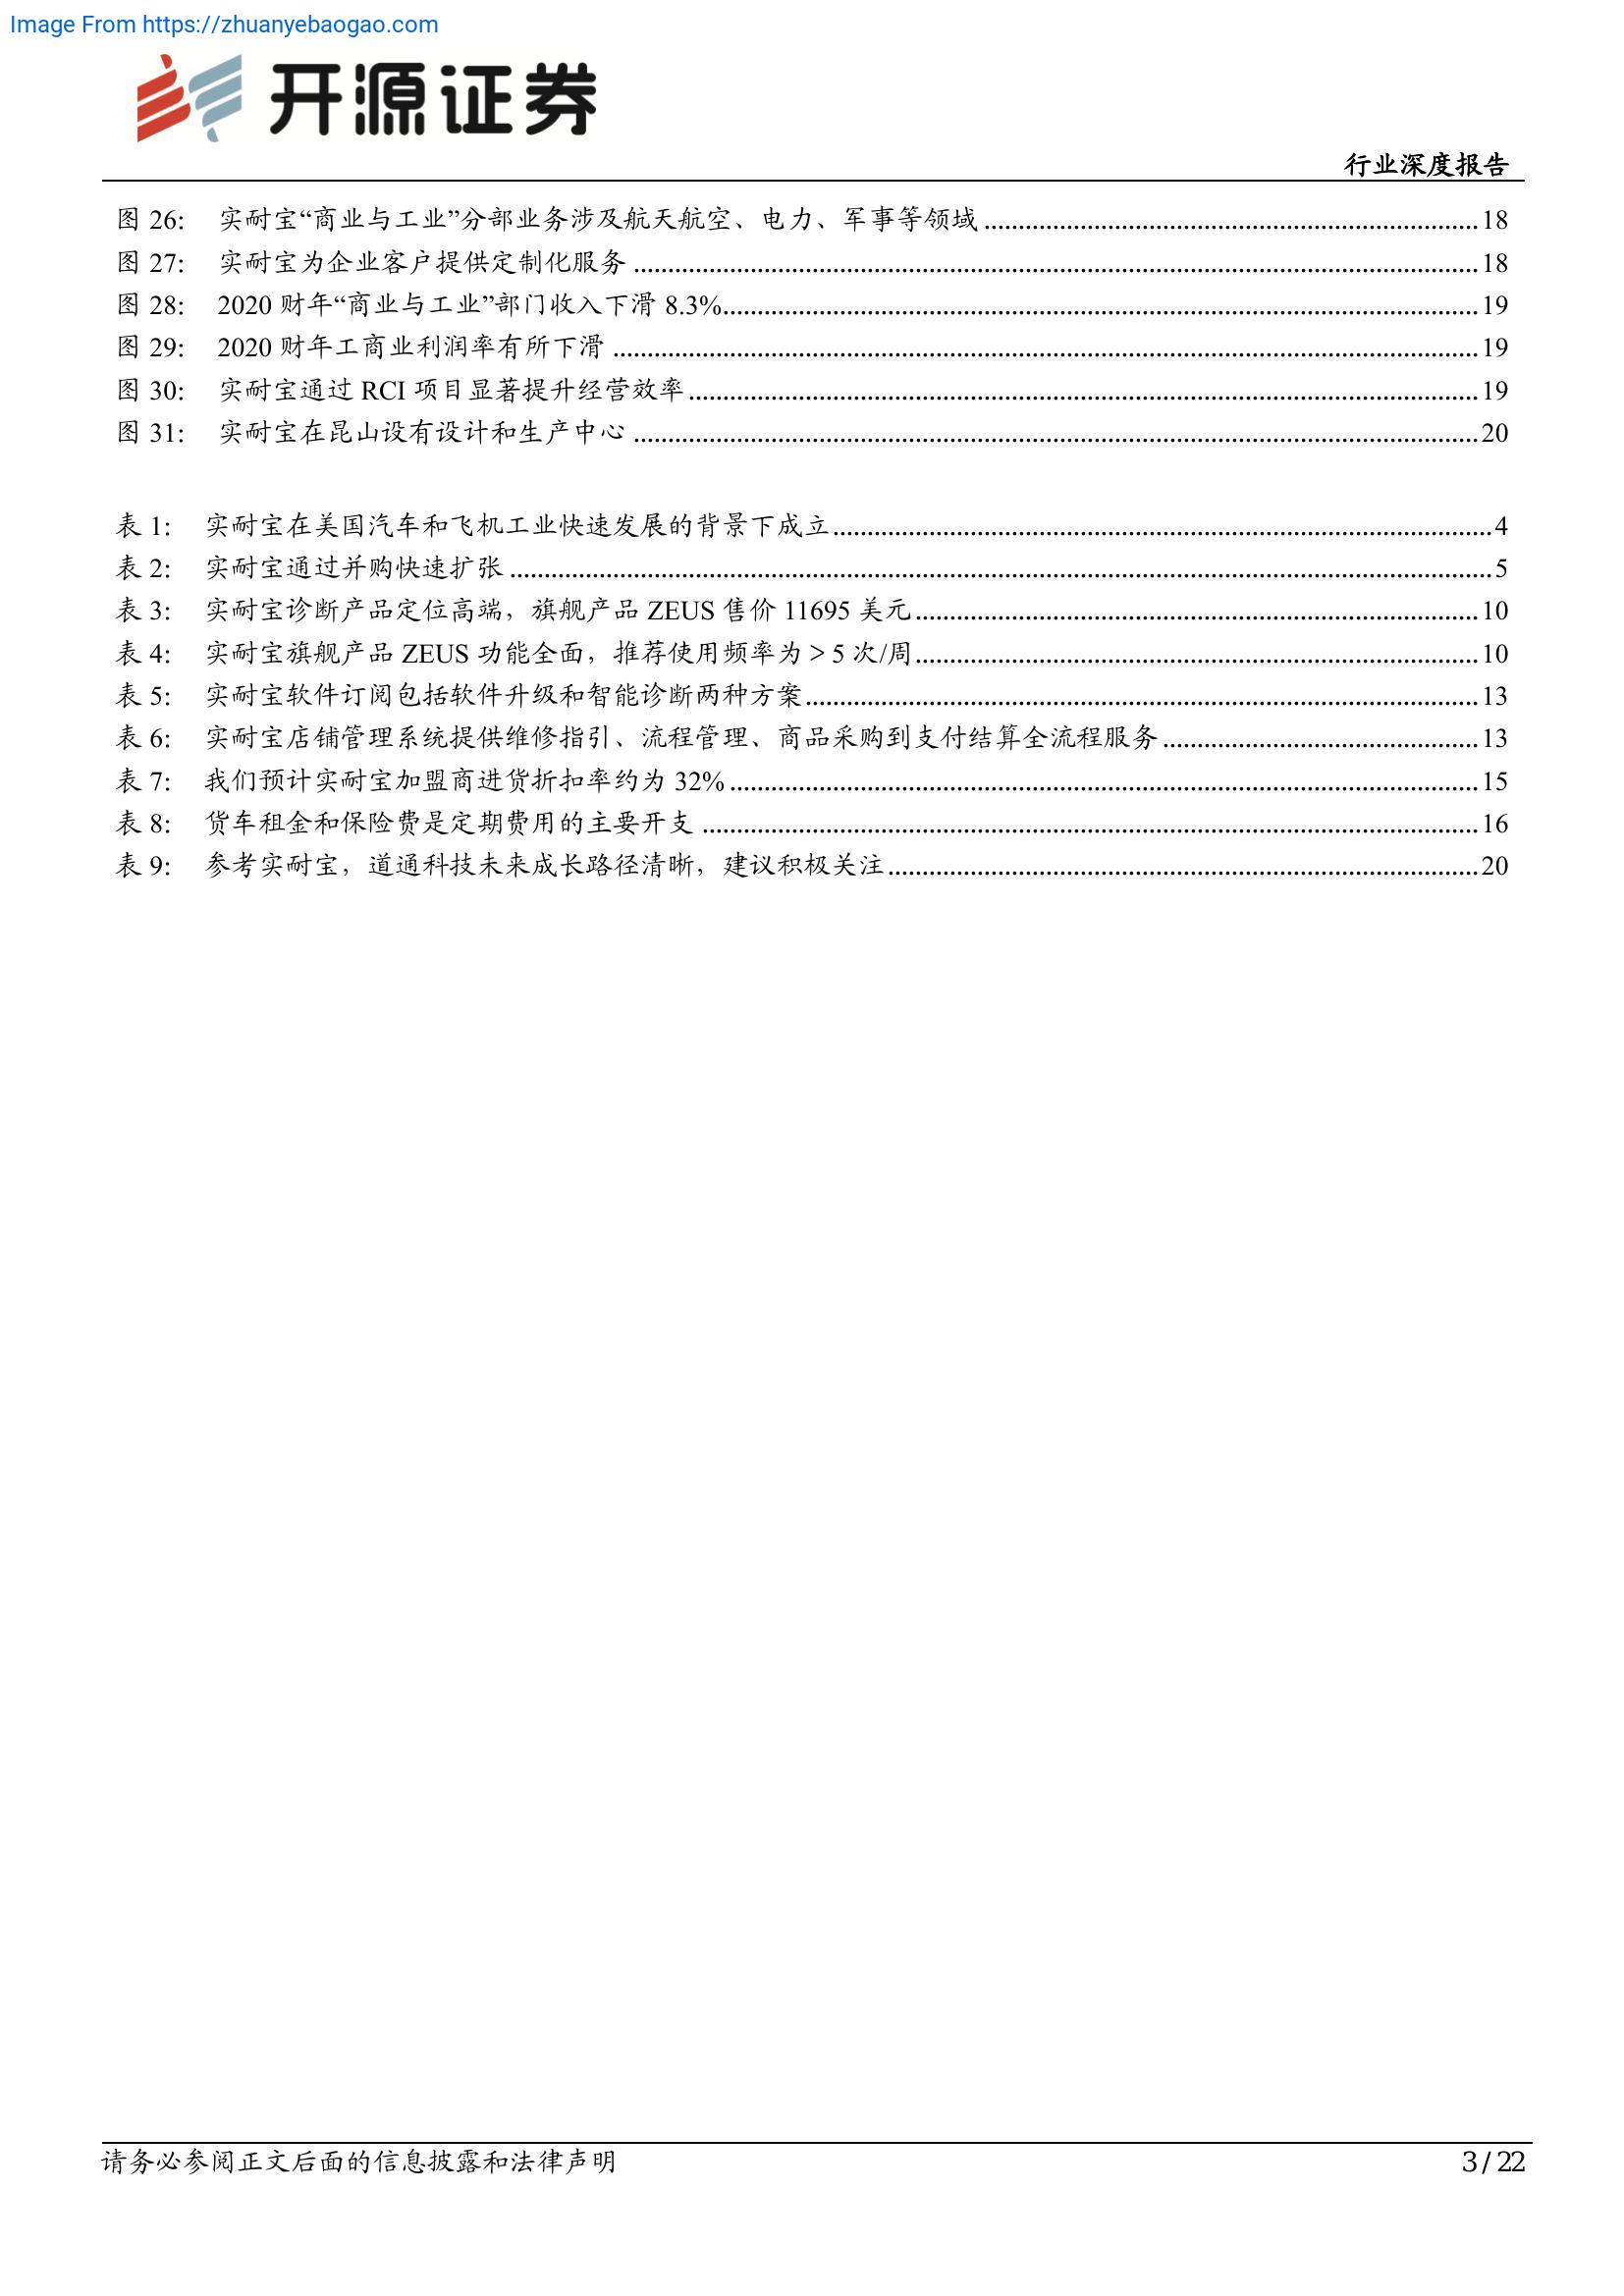 Image From https://zhuanyebaogao.com
开源证券
行业深度报告
图 26: 实耐宝“商业与工业”分部业务涉及航天航空、电力、军事等领域 ........ 18
图 27: 实耐宝为企业客户提供定制化服务 ........ 18
图 28: 2020 财年“商业与工业”部门收入下滑 8.3% ........ 19
图 29: 2020 财年工商业利润率有所下滑 ........ 19
图 30: 实耐宝通过 RCI 项目显著提升经营效率 ........ 19
图 31: 实耐宝在昆山设有设计和生产中心 ........ 20
表 1: 实耐宝在美国汽车和飞机工业快速发展的背景下成立 ........ 4
表 2: 实耐宝通过并购快速扩张 ........ 5
表 3: 实耐宝诊断产品定位高端，旗舰产品 ZEUS 售价 11695 美元 ........ 10
表 4: 实耐宝旗舰产品 ZEUS 功能全面，推荐使用频率为＞5 次/周 ........ 10
表 5: 实耐宝软件订阅包括软件升级和智能诊断两种方案 ........ 13
表 6: 实耐宝店铺管理系统提供维修指引、流程管理、商品采购到支付结算全流程服务 ........ 13
表 7: 我们预计实耐宝加盟商进货折扣率约为 32% ........ 15
表 8: 货车租金和保险费是定期费用的主要开支 ........ 16
表 9: 参考实耐宝，道通科技未来成长路径清晰，建议积极关注 ........ 20
请务必参阅正文后面的信息披露和法律声明
3 / 22